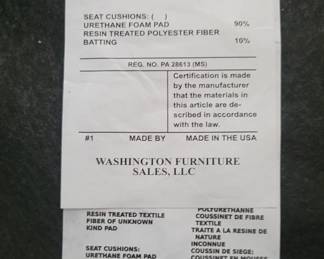 SEAT CUSHIONS: (    )
URETHANE FOAM PAD 90%
RESIN TREATED POLYESTER FIBER
BATTING 10%
REG. NO. PA 28613 (MS)
Certification is made
by the manufacturer
that the materials in
this article are de-
scribed in accordance
with the law.
#1 MADE BY MADE IN THE USA
WASHINGTON FURNITURE
SALES, LLC
RESIN TREATED TEXTILE
FIBER OF UNKNOWN
KIND PAD
SEAT CUSHIONS:
URETHANE FOAM PAD
POLYURETHANNE
COUSSINET DE FIBRE
TEXTILE
TRAITE A LA RESINE DE
NATURE
INCONNUE
COUSSIN DE SIEGE:
COUSSINET EN MOUSSE